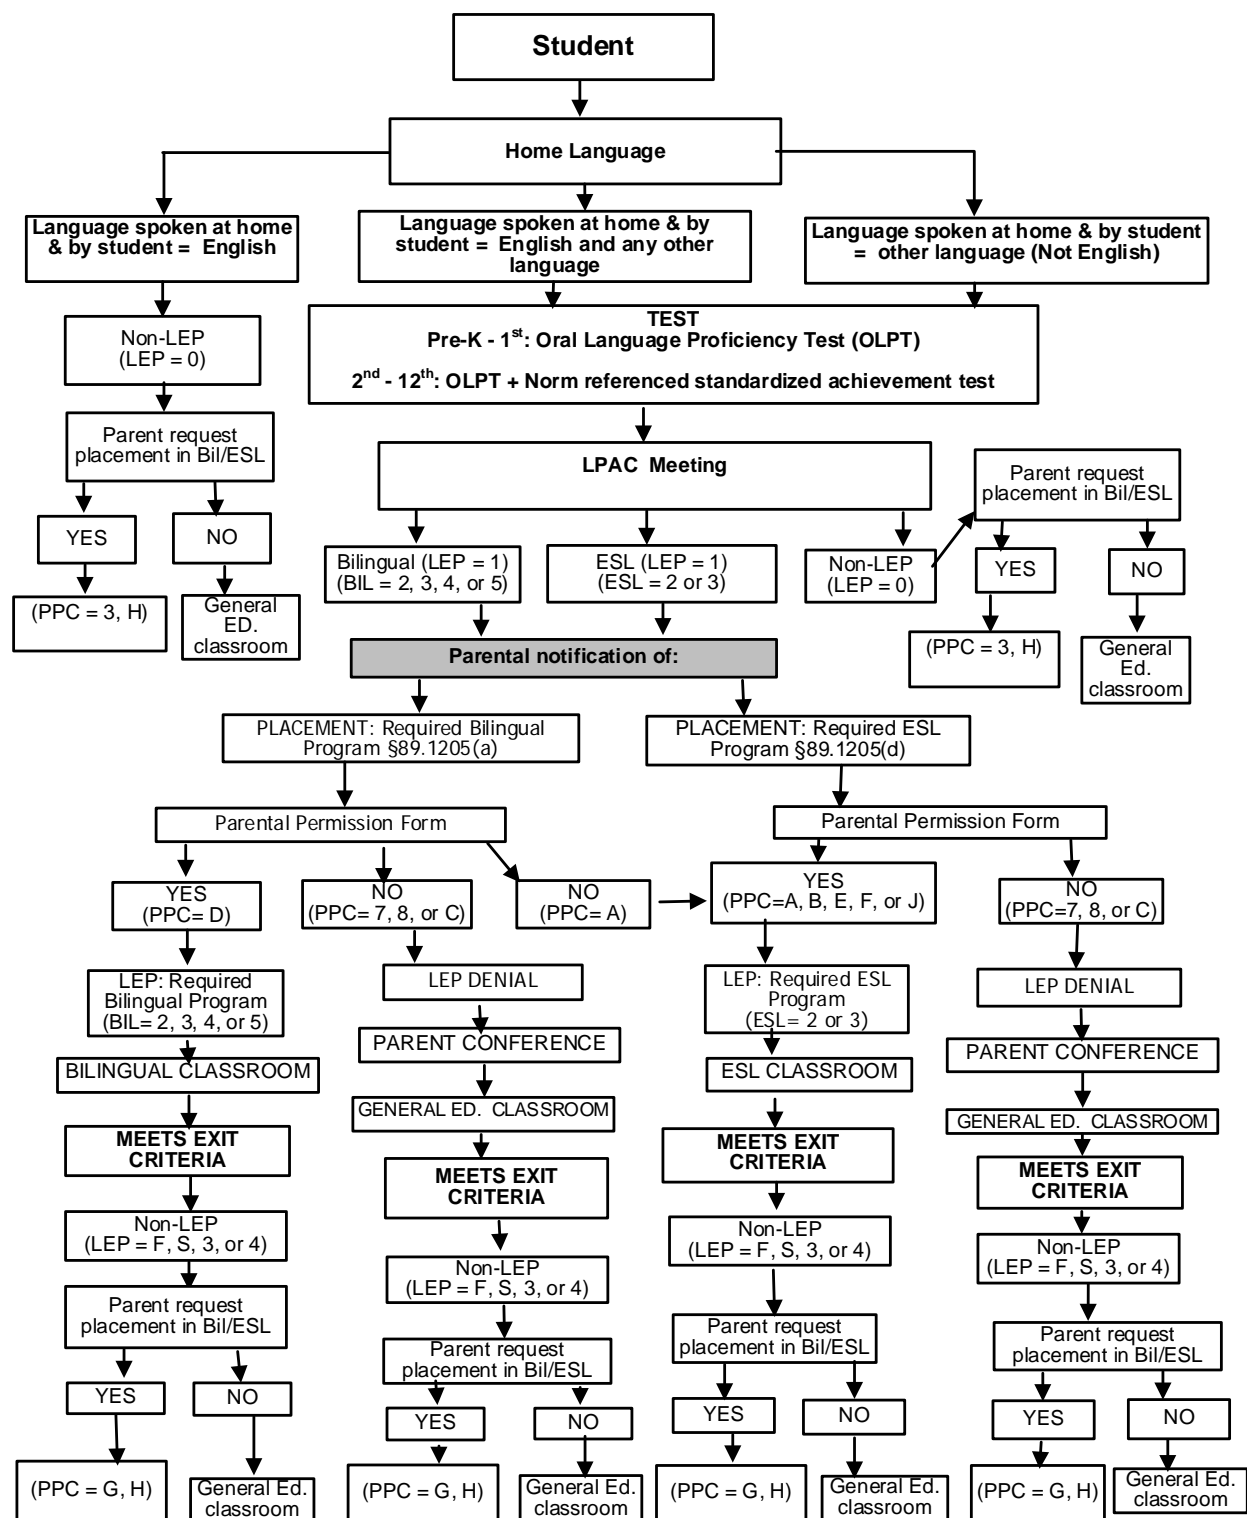 Student
Home Language
Language spoken at home
& by student = English
Language spoken at home & by
student = English and any other
language
Language spoken at home & by student
= other language (Not English)
TEST
Pre-K - 1st: Oral Language Proficiency Test (OLPT)
2nd - 12th: OLPT + Norm referenced standardized achievement test
Non-LEP
(LEP = 0)
Parent request
placement in Bil/ESL
YES
NO
(PPC = 3, H)
General
ED.
classroom
LPAC Meeting
Bilingual (LEP = 1)
(BIL = 2, 3, 4, or 5)
ESL (LEP = 1)
(ESL = 2 or 3)
Non-LEP
(LEP = 0)
Parent request
placement in Bil/ESL
YES
NO
(PPC = 3, H)
General
Ed.
classroom
Parental notification of:
PLACEMENT: Required Bilingual
Program §89.1205(a)
PLACEMENT: Required ESL
Program §89.1205(d)
Parental Permission Form
Parental Permission Form
YES
(PPC= D)
NO
(PPC= 7, 8, or C)
NO
(PPC= A)
YES
(PPC=A, B, E, F, or J)
NO
(PPC=7, 8, or C)
LEP: Required
Bilingual Program
(BIL= 2, 3, 4, or 5)
BILINGUAL CLASSROOM
MEETS EXIT
CRITERIA
Non-LEP
(LEP = F, S, 3, or 4)
Parent request
placement in Bil/ESL
YES
NO
(PPC = G, H)
General Ed.
classroom
LEP DENIAL
PARENT CONFERENCE
GENERAL ED. CLASSROOM
MEETS EXIT
CRITERIA
Non-LEP
(LEP = F, S, 3, or 4)
Parent request
placement in Bil/ESL
YES
NO
(PPC = G, H)
General Ed.
classroom
LEP: Required ESL
Program
(ESL= 2 or 3)
ESL CLASSROOM
MEETS EXIT
CRITERIA
Non-LEP
(LEP = F, S, 3, or 4)
Parent request
placement in Bil/ESL
YES
NO
(PPC = G, H)
General Ed.
classroom
LEP DENIAL
PARENT CONFERENCE
GENERAL ED. CLASSROOM
MEETS EXIT
CRITERIA
Non-LEP
(LEP = F, S, 3, or 4)
Parent request
placement in Bil/ESL
YES
NO
(PPC = G, H)
General Ed.
classroom